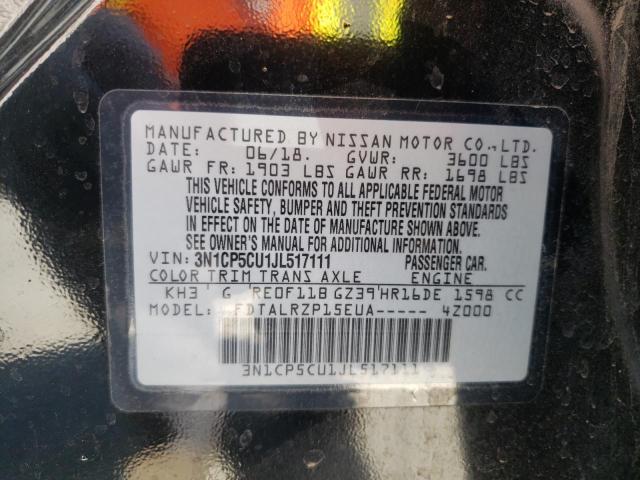 MANUFACTURED BY NISSAN MOTOR CO., LTD.
DATE: 06/18. GVWR: 3600 LBS
GAWR FR: 1903 LBS GAWR RR: 1698 LBS
THIS VEHICLE CONFORMS TO ALL APPLICABLE FEDERAL MOTOR
VEHICLE SAFETY, BUMPER AND THEFT PREVENTION STANDARDS
IN EFFECT ON THE DATE OF MANUFACTURE SHOWN ABOVE.
SEE OWNER'S MANUAL FOR ADDITIONAL INFORMATION
VIN: 3N1CP5CU1JL517111 PASSENGER CAR.
COLOR TRIM TRANS AXLE ENGINE
KH3 G RE0F11B GZ39 HR16DE 1598 CC
FDTALRZP15EUA----- 4Z000
3N1CP5CU1JL517111